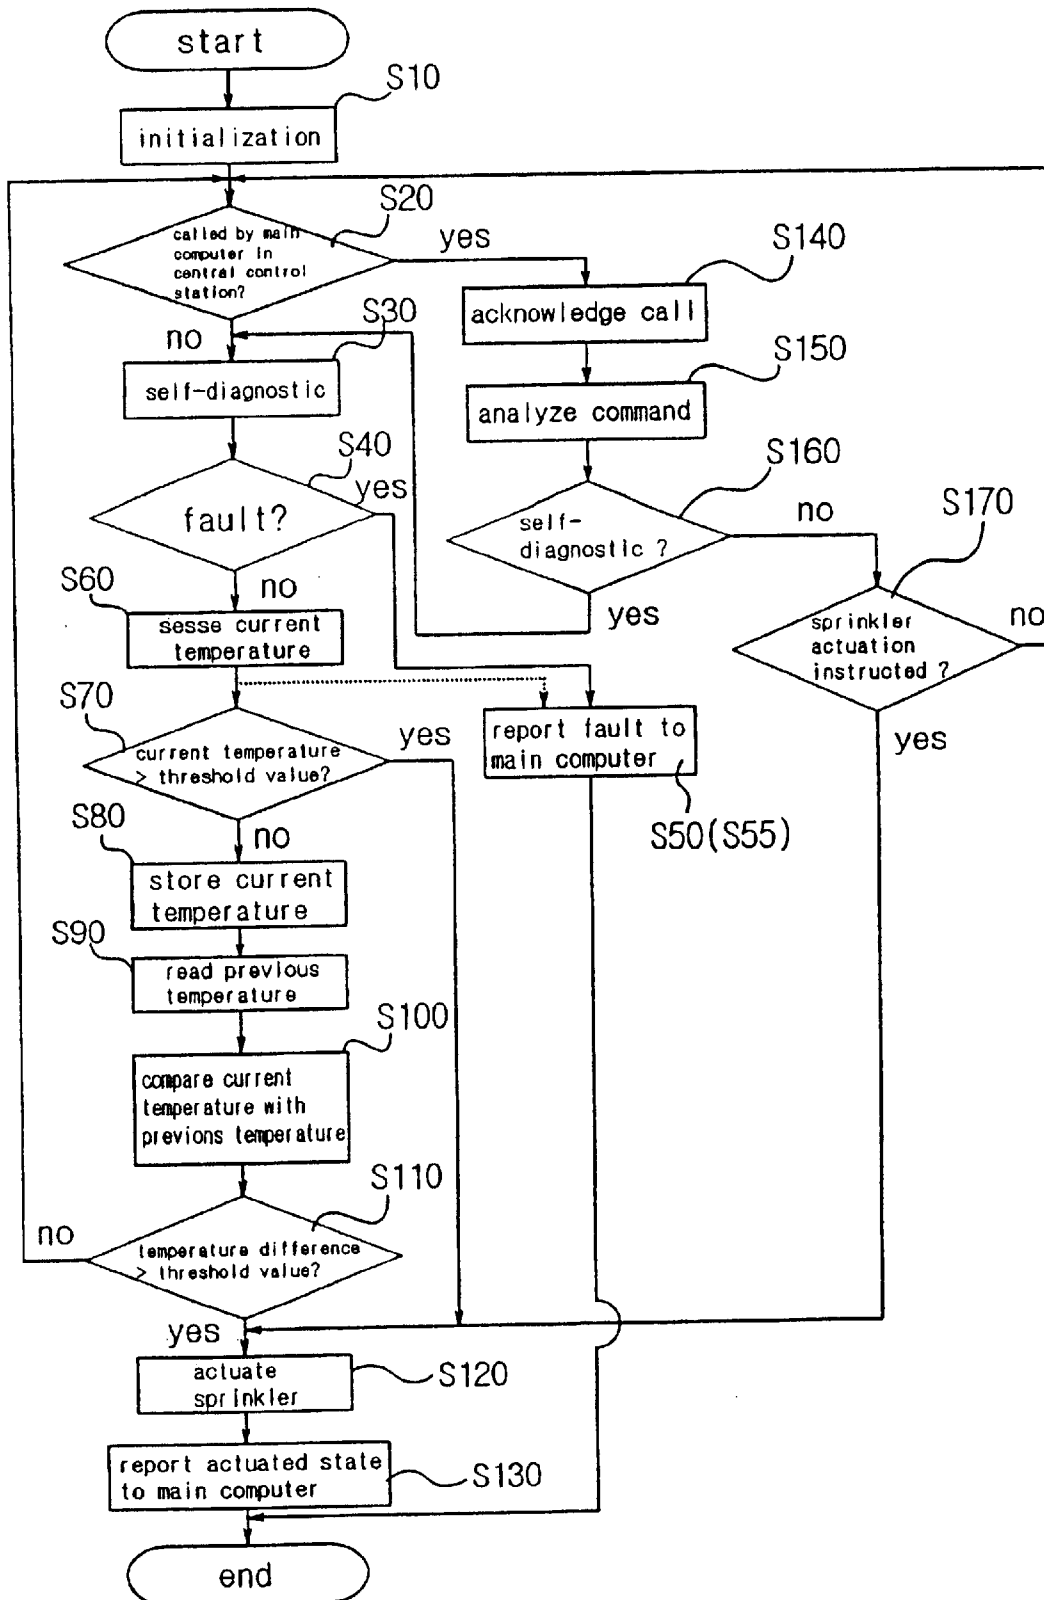 start
S10
initialization
S20
called by main
computer in
central control
station?
yes
S140
acknowledge call
no
S30
self-diagnostic
S150
analyze command
S40
yes
fault?
S160
self-
diagnostic ?
no
S170
yes
no
S60
sesse current
temperature
sprinkler
actuation
instructed ?
no
yes
S70
current temperature
> threshold value?
yes
report fault to
main computer
S50(S55)
S80
no
store current
temperature
S90
read previous
temperature
S100
compare current
temperature with
previons temperature
S110
no
temperature difference
> threshold value?
yes
actuate
sprinkler
S120
report actuated state
to main computer
S130
end